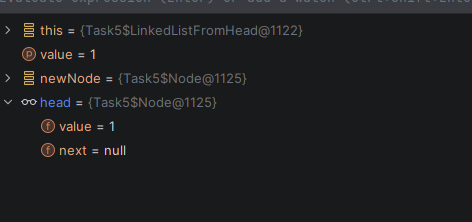 this = {Task5$LinkedListFromHead@1122}
value = 1
newNode = {Task5$Node@1125}
head = {Task5$Node@1125}
value = 1
next = null